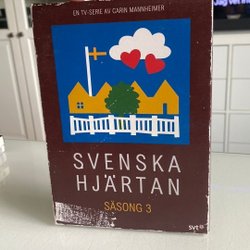 EN TV-SERIE AV CARIN MANNHEIMER
SVENSKA
HJÄRTAN
SÄSONG 3
svt